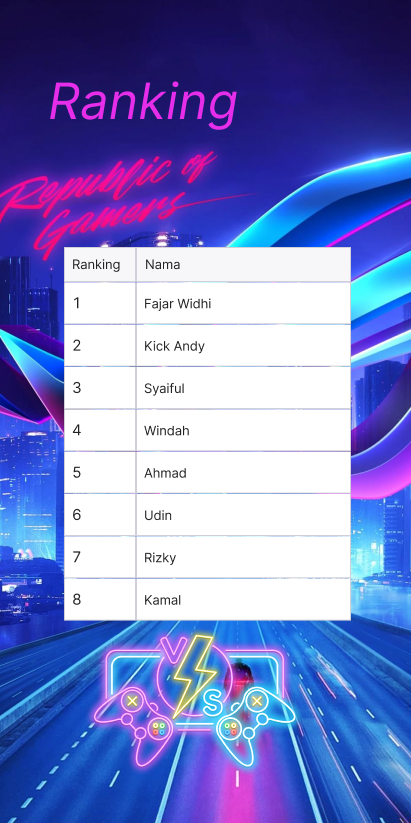 Ranking
Republic of
Gamers
Ranking Nama
1 Fajar Widhi
2 Kick Andy
3 Syaiful
4 Windah
5 Ahmad
6 Udin
7 Rizky
8 Kamal
V
S